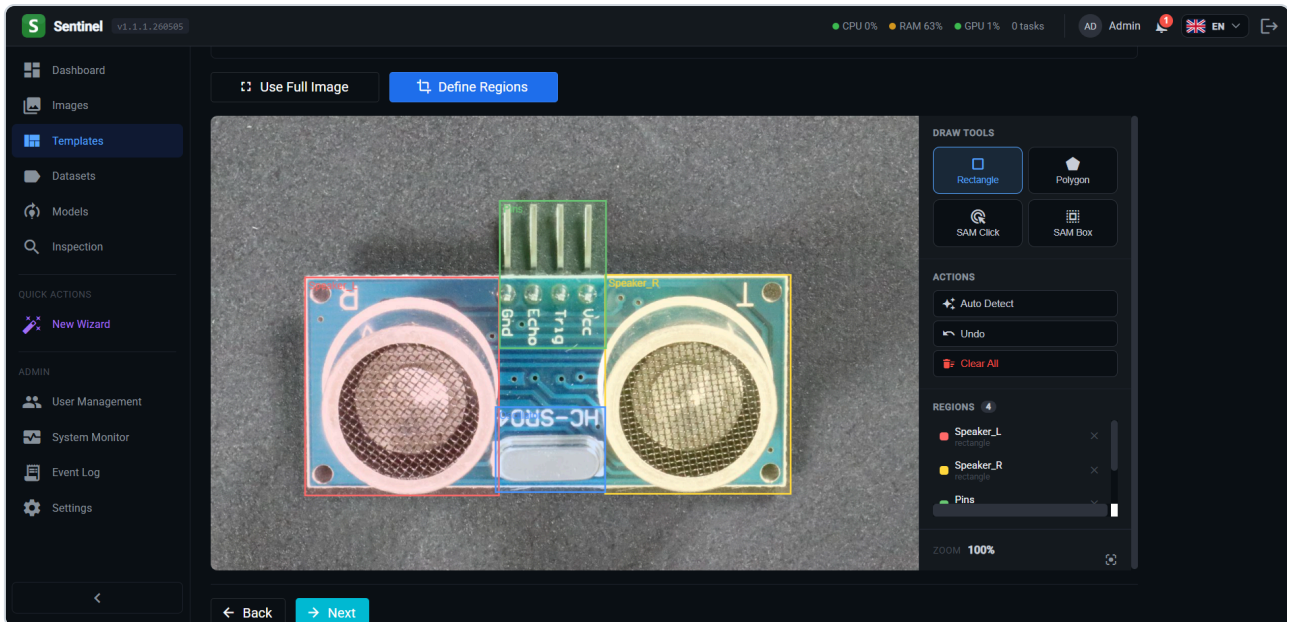 S Sentinel v1.1.1.260505
CPU 0% RAM 63% GPU 1% 0 tasks AD Admin 1 EN
Dashboard
Images
Templates
Datasets
Models
Inspection
QUICK ACTIONS
New Wizard
ADMIN
User Management
System Monitor
Event Log
Settings
Use Full Image
Define Regions
Pins
Speaker_R
R
T
Gnd
Echo
Trig
Vcc
HC-SR04
DRAW TOOLS
Rectangle
Polygon
SAM Click
SAM Box
ACTIONS
Auto Detect
Undo
Clear All
REGIONS 4
Speaker_L
rectangle
Speaker_R
rectangle
Pins
ZOOM 100%
Back
Next